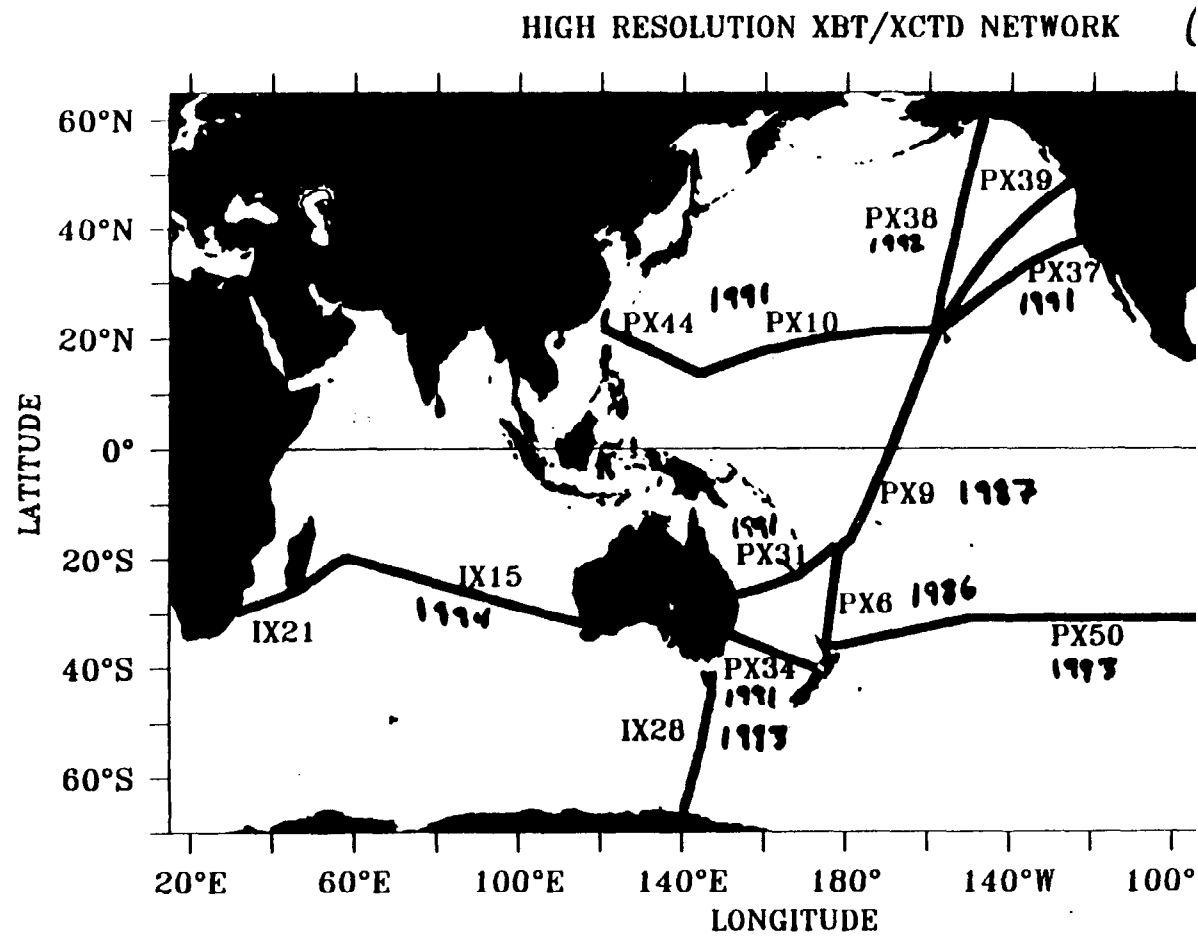 HIGH RESOLUTION XBT/XCTD NETWORK
60°N
PX39
PX38
1992
40°N
PX37
1991
1991
PX44
PX10
20°N
0°
LATITUDE
PX9 1987
1991
PX31
20°S
IX15
1994
PX6 1986
IX21
PX50
1993
40°S
PX34
1991
IX28
1993
60°S
20°E 60°E 100°E 140°E 180° 140°W 100°
LONGITUDE